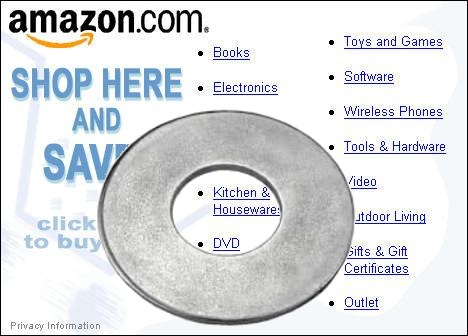 amazon.com.
SHOP HERE
AND
SAVE
click
to buy
Books
Electronics
Kitchen &
Housewares
DVD
Toys and Games
Software
Wireless Phones
Tools & Hardware
Video
Outdoor Living
Gifts & Gift
Certificates
Outlet
Privacy Information